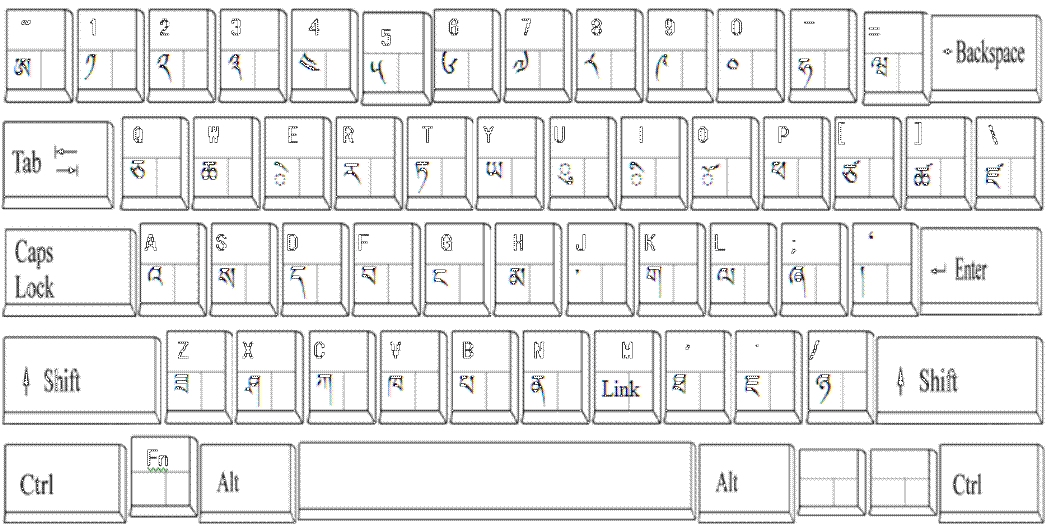 ~ 1 2 3 4 5 6 7 8 9 0 - = Backspace
ཨ ༡ ༢ ༣ ༤ ༥ ༦ ༧ ༨ ༩ ༠ ཧ
Tab Q W E R T Y U I O P [ ] \
ཅ ཆ ེ ར ཏ ཡ ུ ི ོ ཕ ཙ ཚ ཛ
Caps Lock A S D F G H J K L ; ' Enter
འ ས ད བ ང མ ་ ག ལ ཞ །
Shift Z X C V B N M , . / Shift
ཟ ཤ ཀ ཁ པ ན Link ཇ ཉ
Ctrl Fn Alt Alt Ctrl